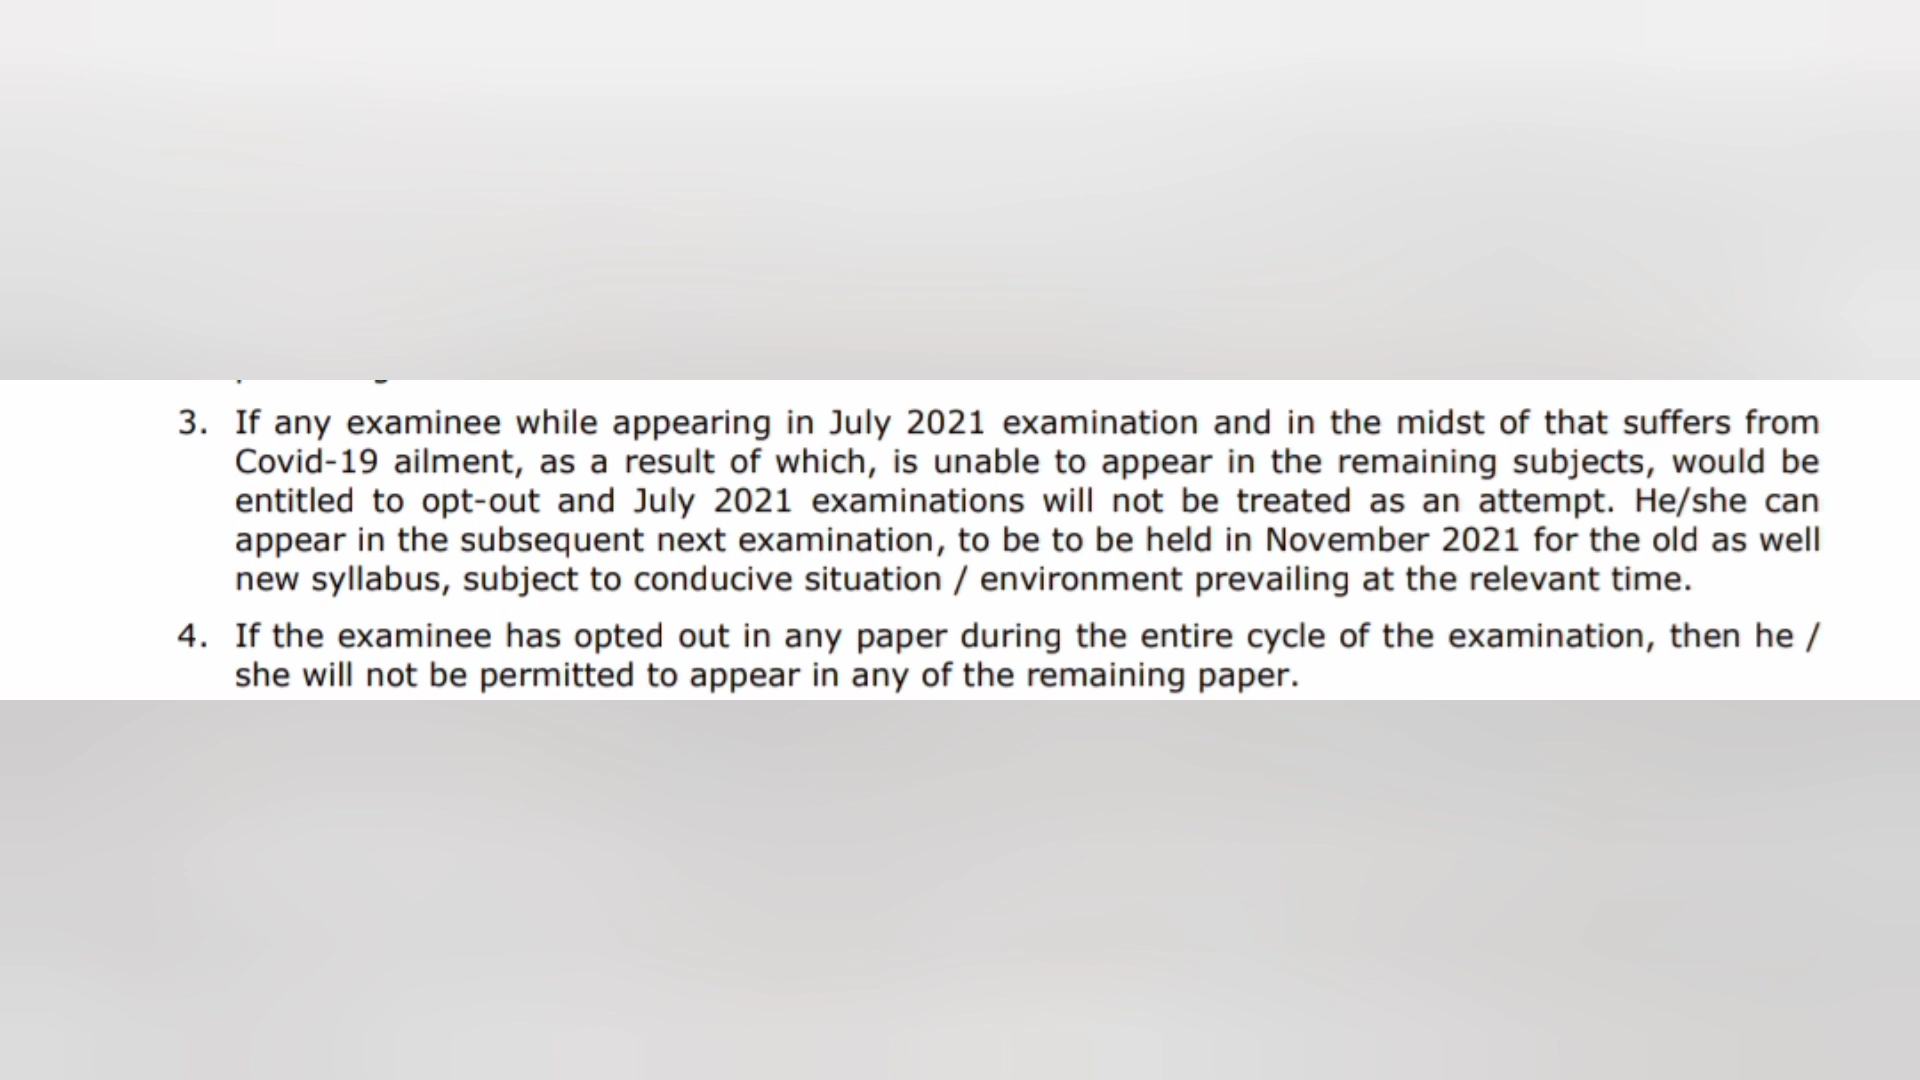 3. If any examinee while appearing in July 2021 examination and in the midst of that suffers from
Covid-19 ailment, as a result of which, is unable to appear in the remaining subjects, would be
entitled to opt-out and July 2021 examinations will not be treated as an attempt. He/she can
appear in the subsequent next examination, to be to be held in November 2021 for the old as well
new syllabus, subject to conducive situation / environment prevailing at the relevant time.
4. If the examinee has opted out in any paper during the entire cycle of the examination, then he /
she will not be permitted to appear in any of the remaining paper.